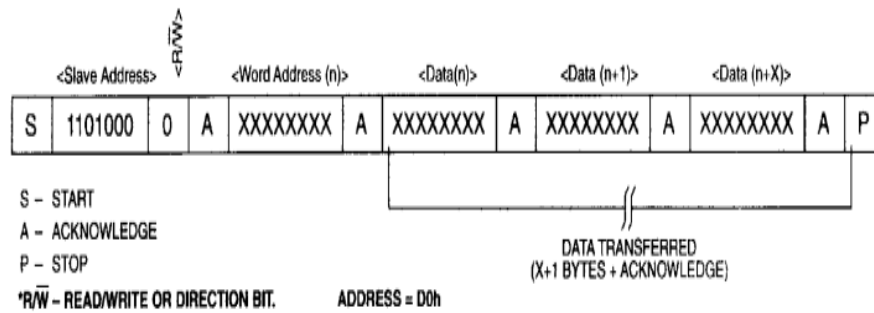 <R/W̅>
<Slave Address> <Word Address (n)> <Data(n)> <Data (n+1)> <Data (n+X)>
S 1101000 0 A XXXXXXXX A XXXXXXXX A XXXXXXXX A XXXXXXXX A P
S – START
A – ACKNOWLEDGE
P – STOP
DATA TRANSFERRED
(X+1 BYTES + ACKNOWLEDGE)
*R/W̅ – READ/WRITE OR DIRECTION BIT. ADDRESS = D0h